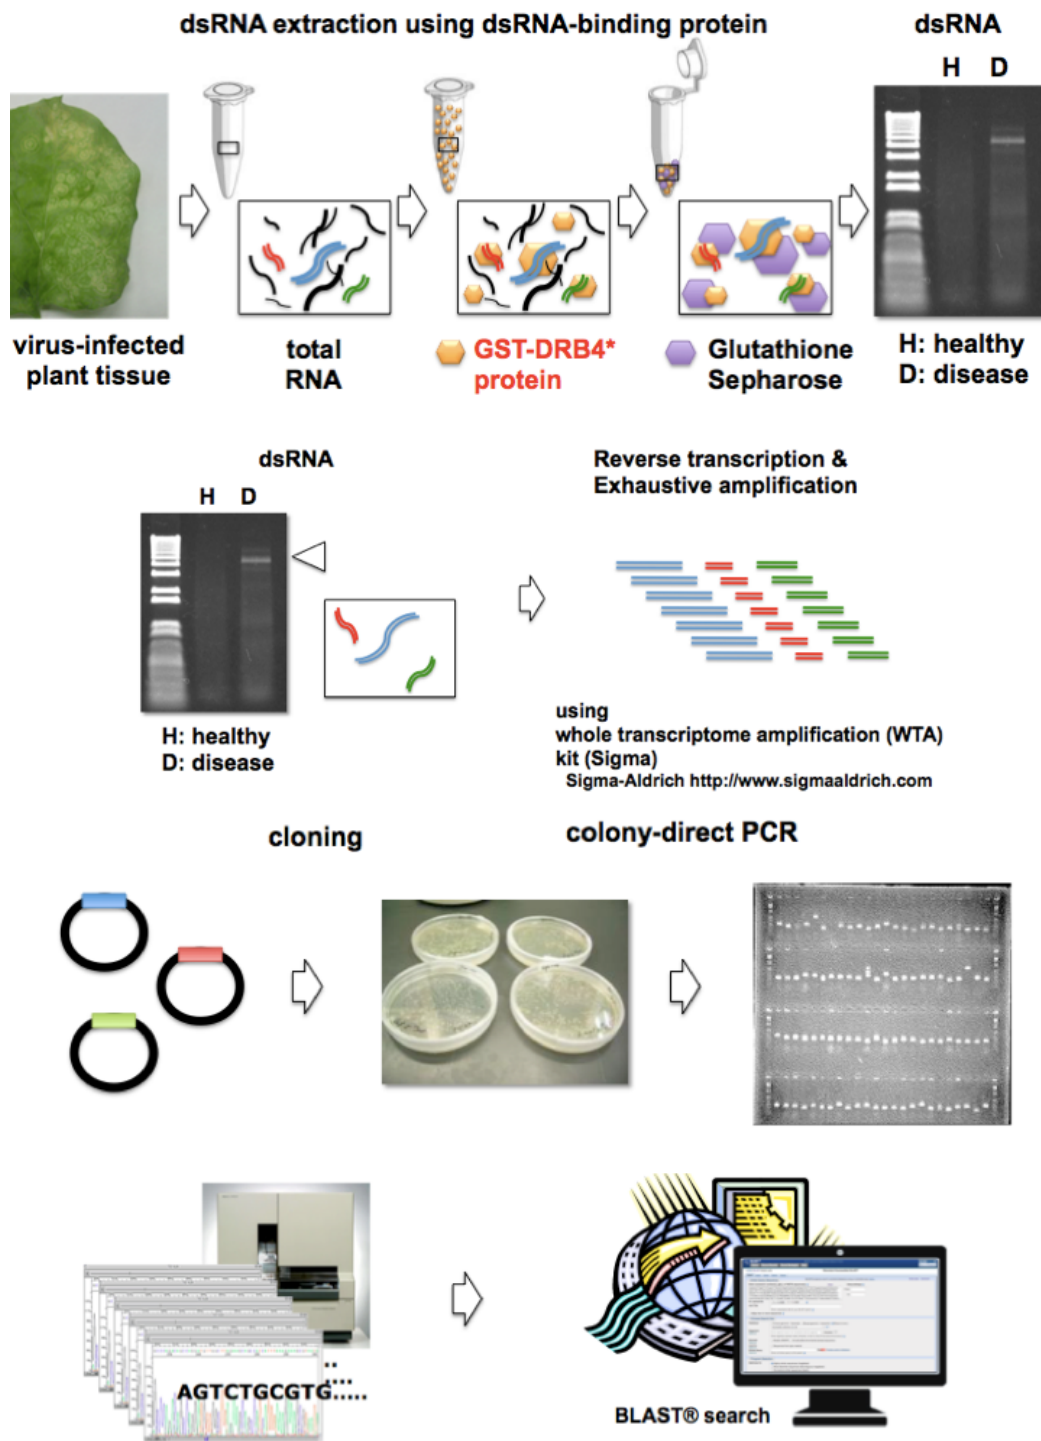 dsRNA extraction using dsRNA-binding protein
dsRNA
H D
virus-infected
plant tissue
total
RNA
GST-DRB4*
protein
Glutathione
Sepharose
H: healthy
D: disease
dsRNA
H D
H: healthy
D: disease
Reverse transcription &
Exhaustive amplification
using
whole transcriptome amplification (WTA)
kit (Sigma)
Sigma-Aldrich http://www.sigmaaldrich.com
cloning
colony-direct PCR
AGTCTGCGTG.....
....
..
BLAST® search